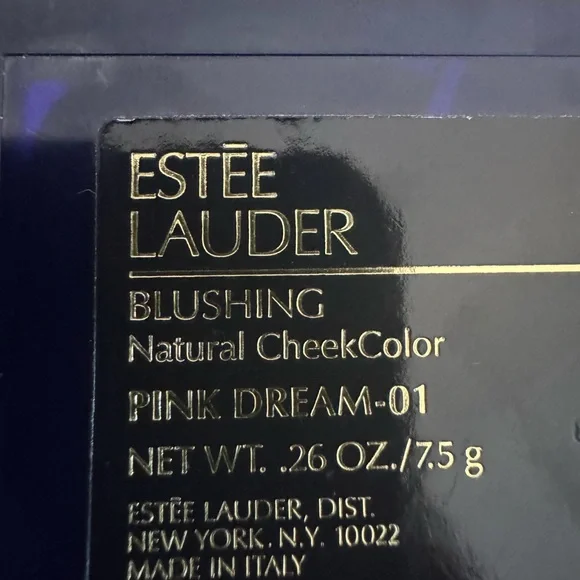 ESTĒE
LAUDER
BLUSHING
Natural CheekColor
PINK DREAM-01
NET WT. .26 OZ./7.5 g
ESTĒE LAUDER, DIST.
NEW YORK, N.Y. 10022
MADE IN ITALY